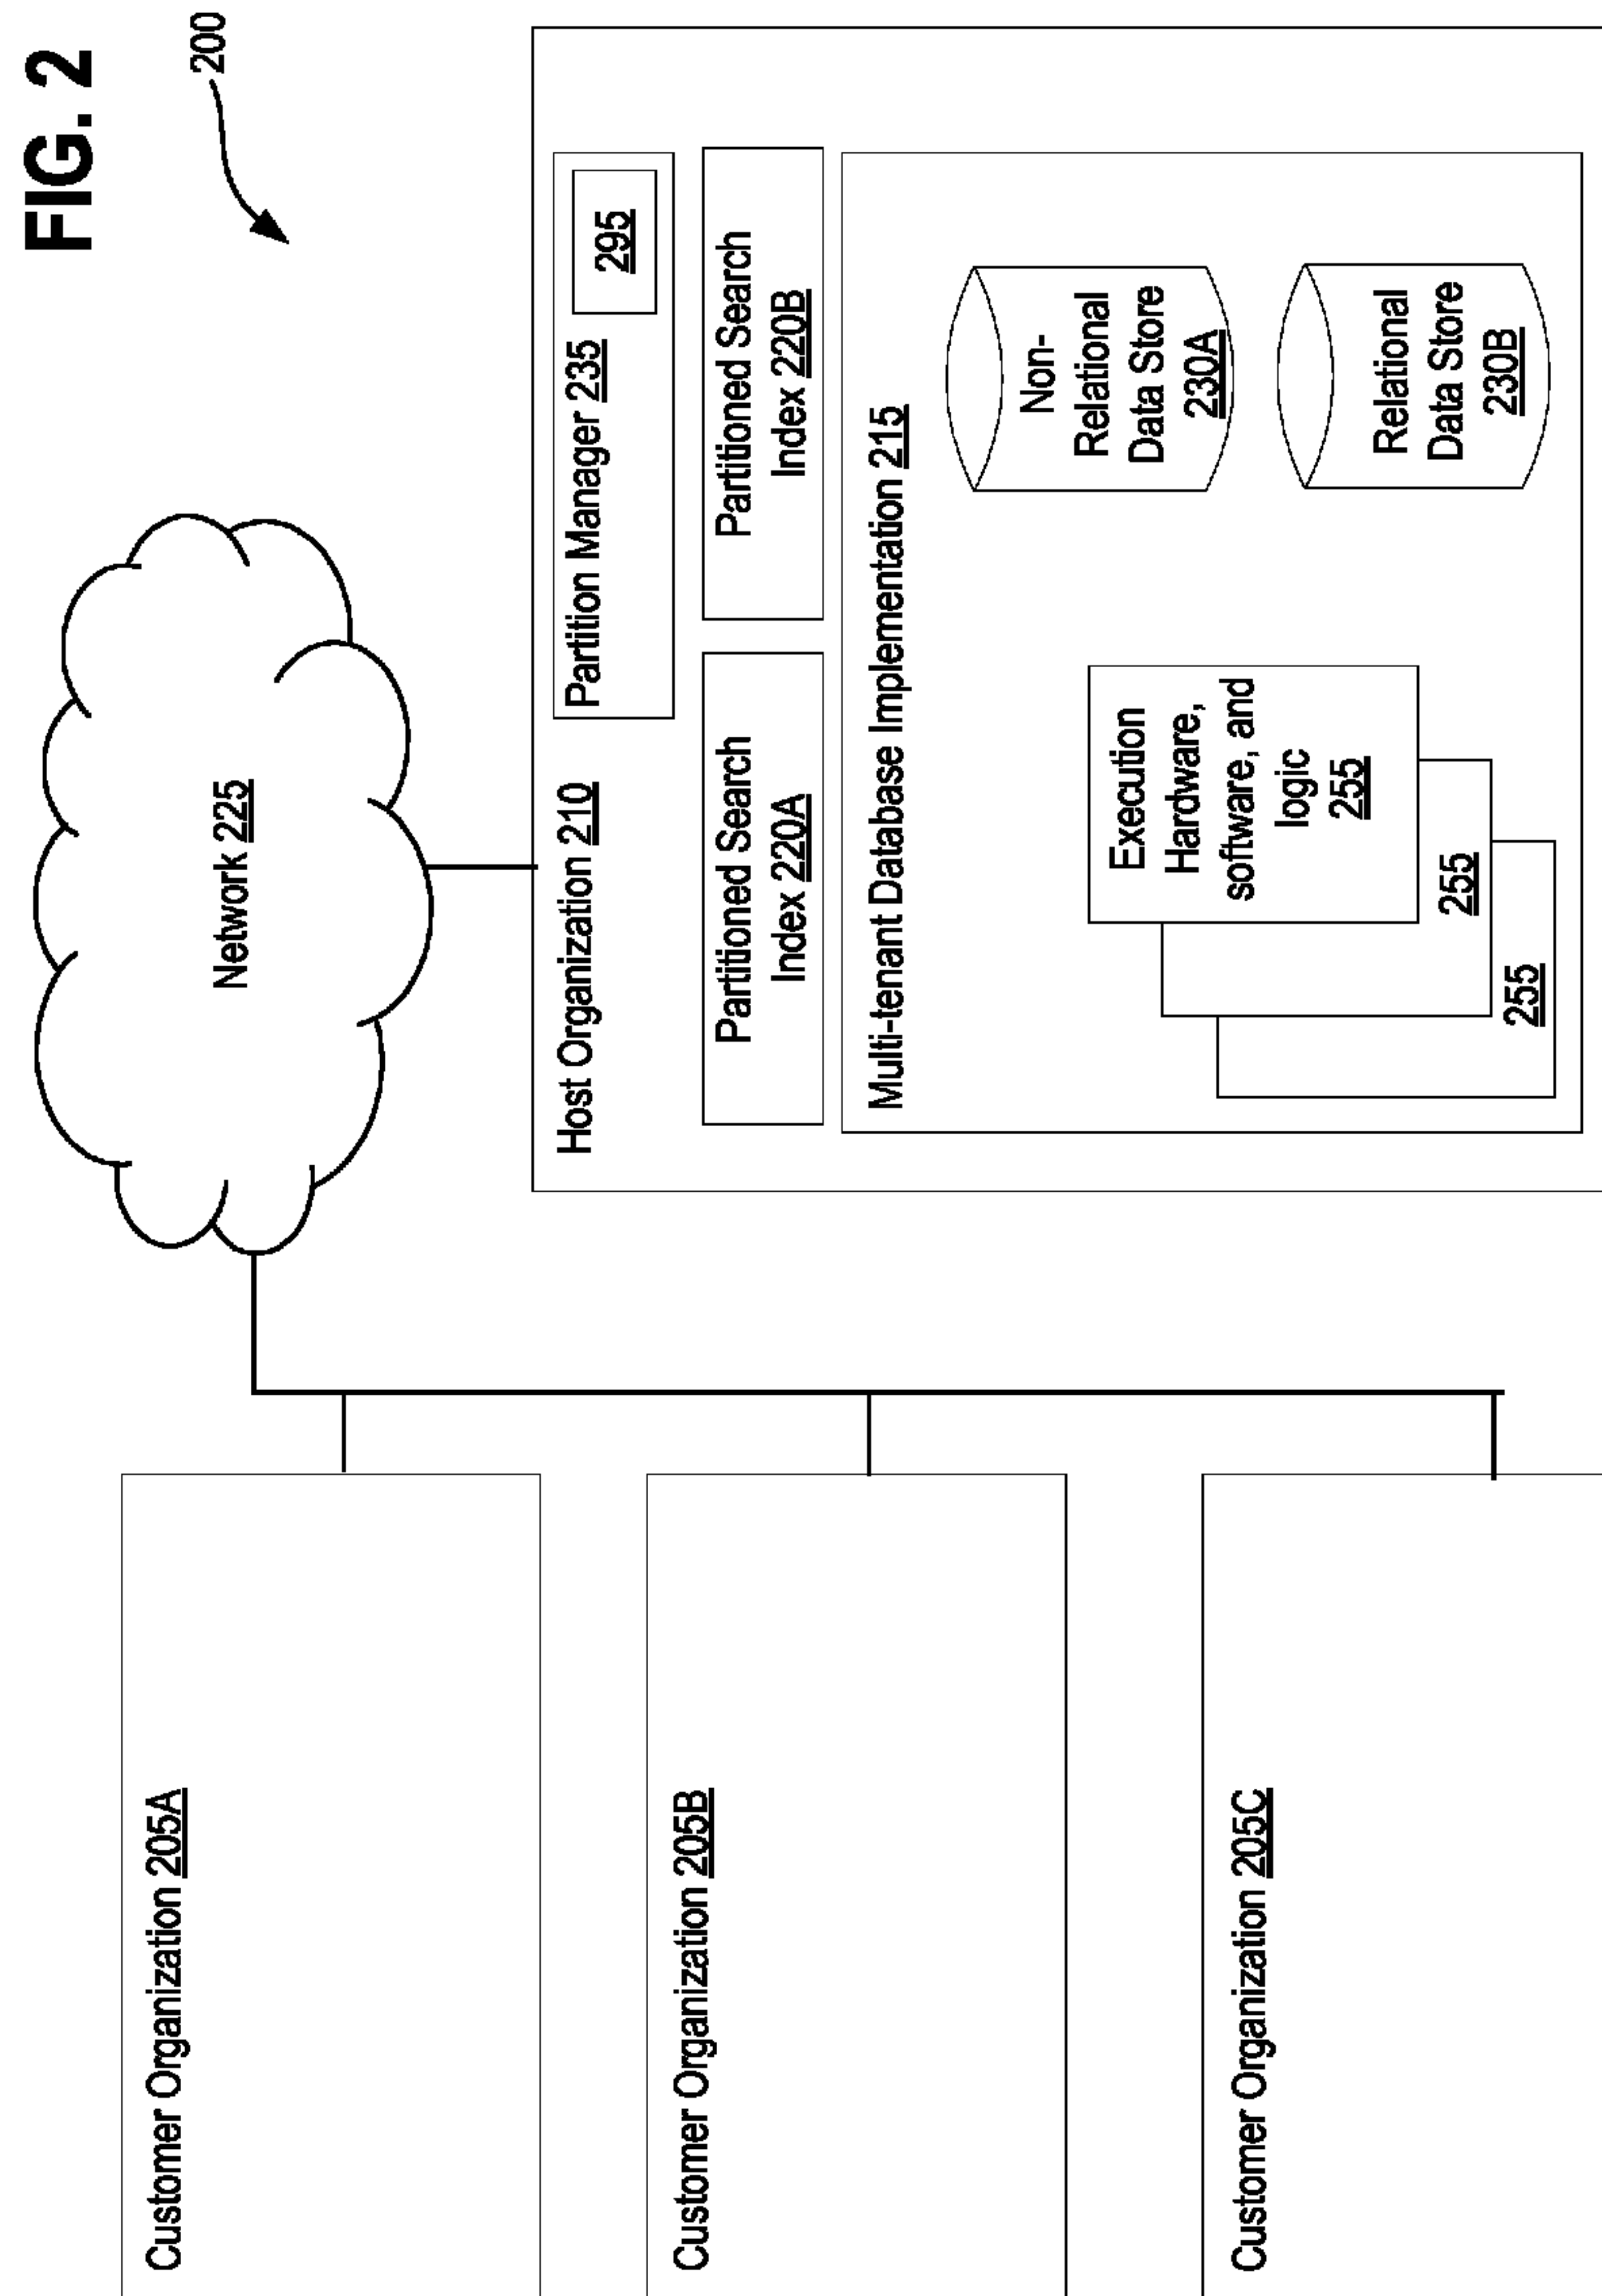 FIG. 2
200
Network 225
Customer Organization 205A
Customer Organization 205B
Customer Organization 205C
Host Organization 210
Partition Manager 235
295
Partitioned Search
Index 220A
Partitioned Search
Index 220B
Multi-tenant Database Implementation 215
Execution
Hardware,
software, and
logic
255
255
255
Non-
Relational
Data Store
230A
Relational
Data Store
230B